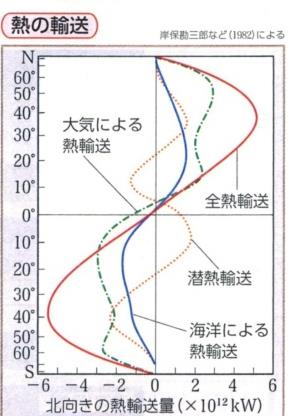 熱の輸送
岸保勘三郎など(1982)による
N
60°
50°
40°
30°
20°
10°
0°
10°
20°
30°
40°
50°
60°
S
大気による
熱輸送
全熱輸送
潜熱輸送
海洋による
熱輸送
−6 −4 −2 0 2 4 6
北向きの熱輸送量(×10¹²kW)